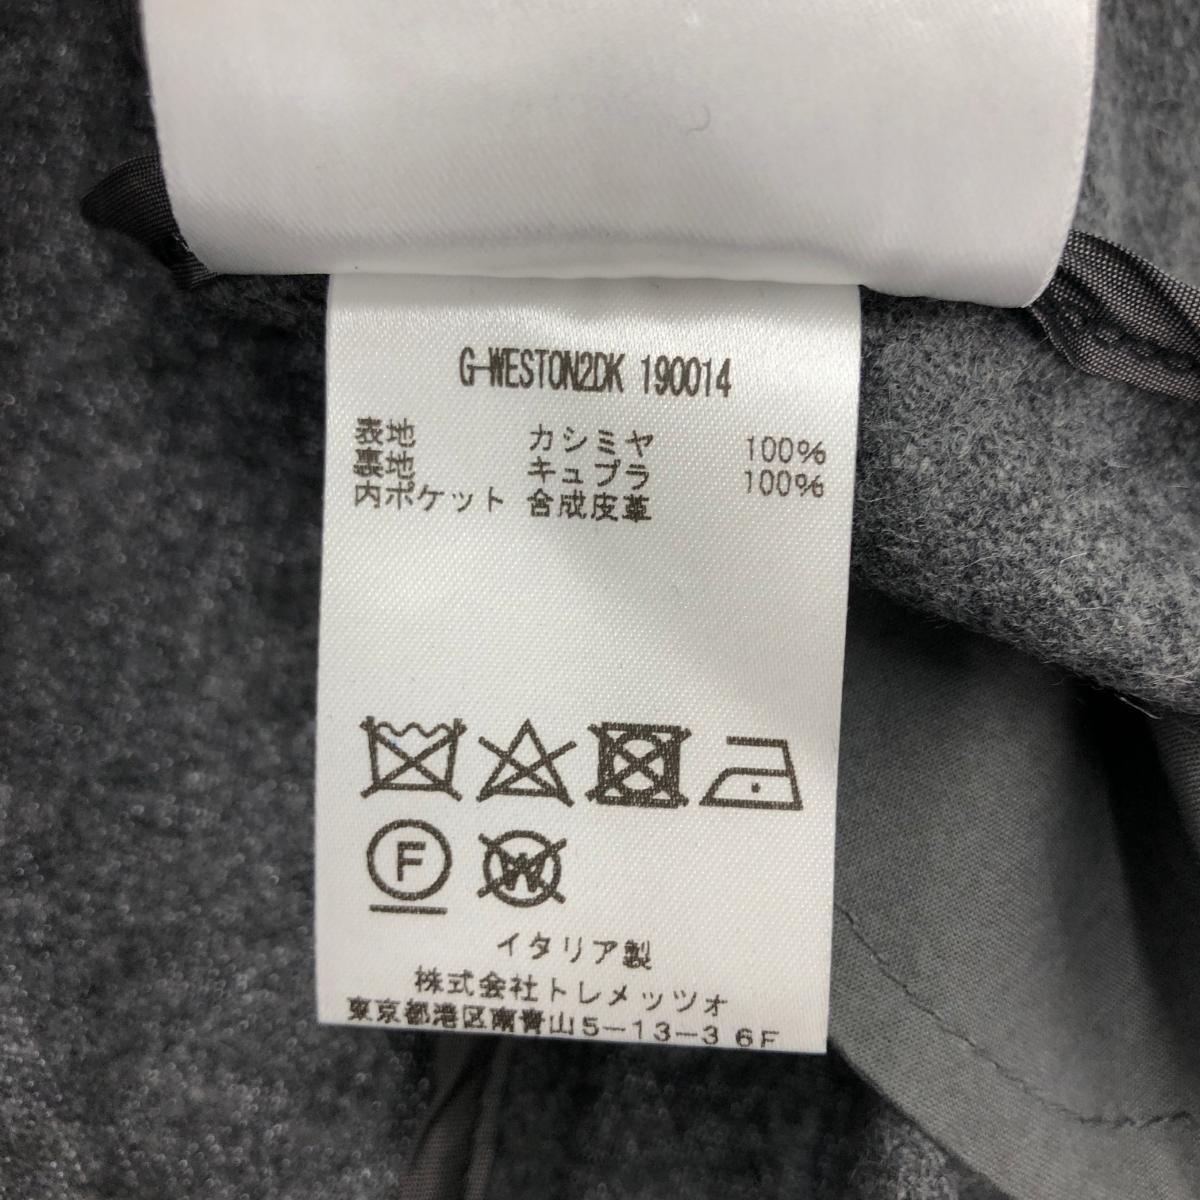 G-WESTON2DK 190014
表地 カシミヤ 100%
裏地 キュプラ 100%
内ポケット 合成皮革
F
W
イタリア製
株式会社トレメッツォ
東京都港区南青山5-13-3 6F